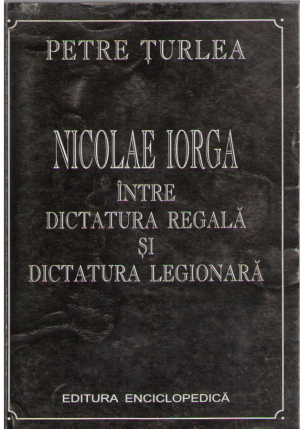 PETRE ȚURLEA
NICOLAE IORGA
ÎNTRE
DICTATURA REGALĂ
ȘI
DICTATURA LEGIONARĂ
EDITURA ENCICLOPEDICĂ